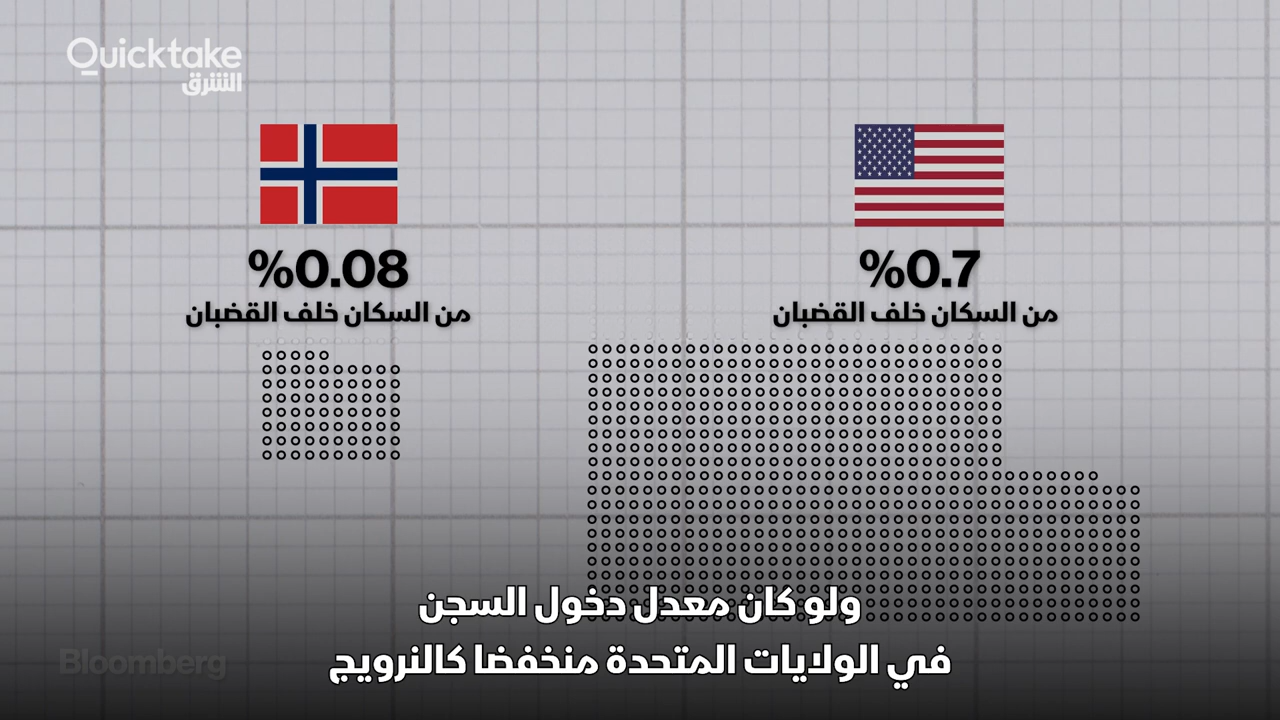 Quicktake
الشرق
%0.08
من السكان خلف القضبان
%0.7
من السكان خلف القضبان
ولو كان معدل دخول السجن
في الولايات المتحدة منخفضا كالنرويج
Bloomberg